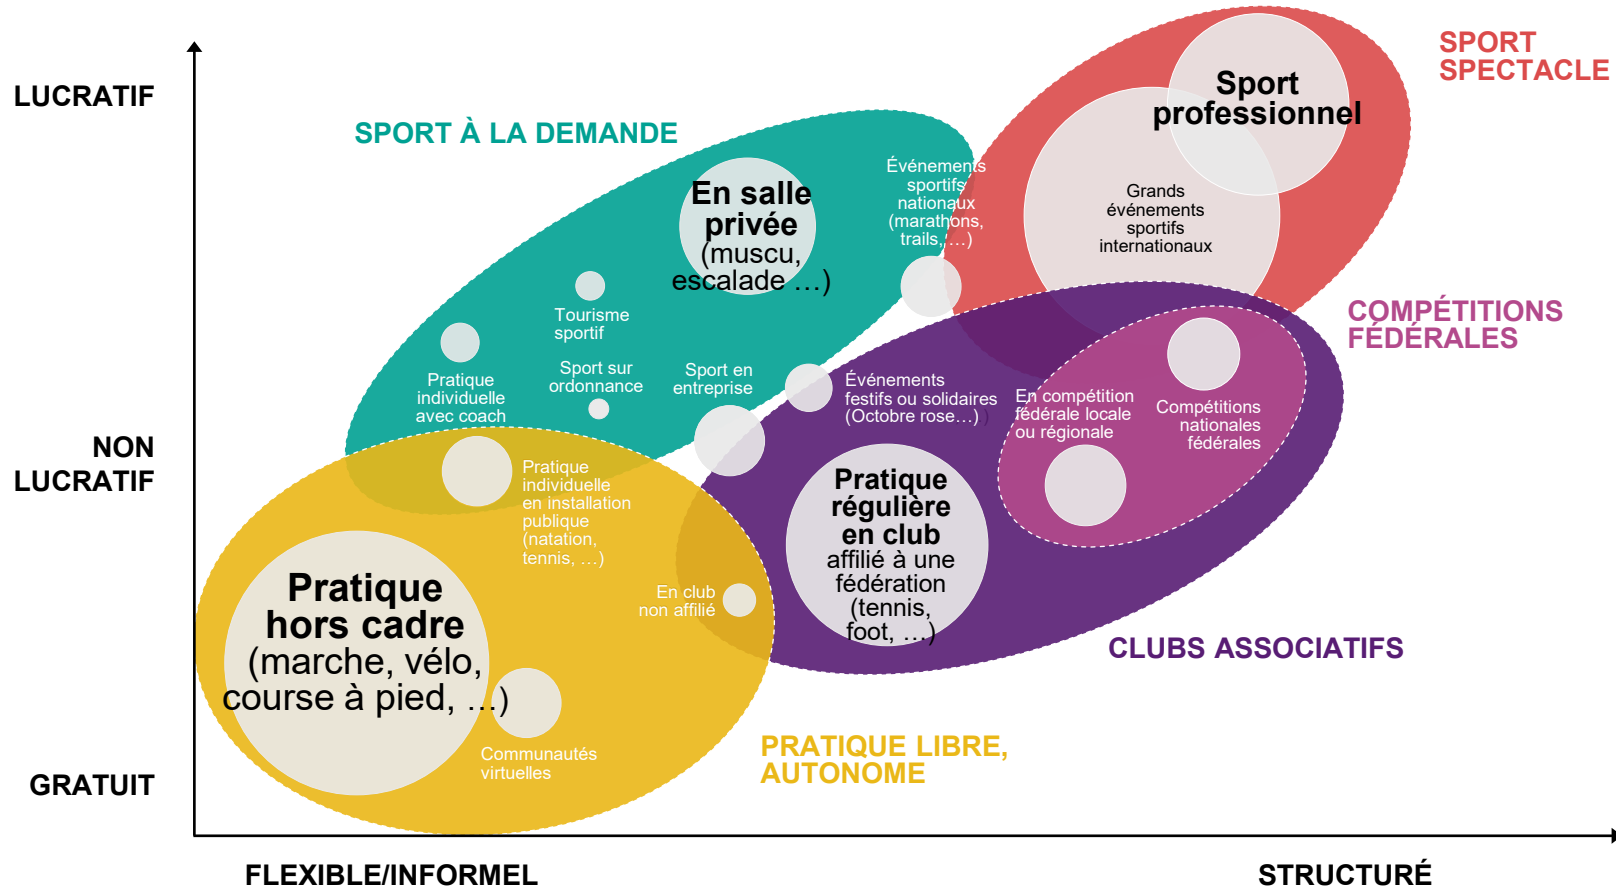 LUCRATIF
NON
LUCRATIF
GRATUIT
SPORT À LA DEMANDE
En salle
privée
(muscu,
escalade …)
Événements
sportifs
nationaux
(marathons,
trails, …)
Tourisme
sportif
Sport sur
ordonnance
Pratique
individuelle
avec coach
Sport en
entreprise
SPORT
SPECTACLE
Sport
professionnel
Grands
événements
sportifs
internationaux
COMPÉTITIONS
FÉDÉRALES
Événements
festifs ou solidaires
(Octobre rose…)
En compétition
fédérale locale
ou régionale
Compétitions
nationales
fédérales
Pratique
individuelle
en installation
publique
(natation,
tennis, …)
Pratique
régulière
en club
affilié à une
fédération
(tennis,
foot, …)
En club
non affilié
CLUBS ASSOCIATIFS
Pratique
hors cadre
(marche, vélo,
course à pied, …)
Communautés
virtuelles
PRATIQUE LIBRE,
AUTONOME
FLEXIBLE/INFORMEL
STRUCTURÉ